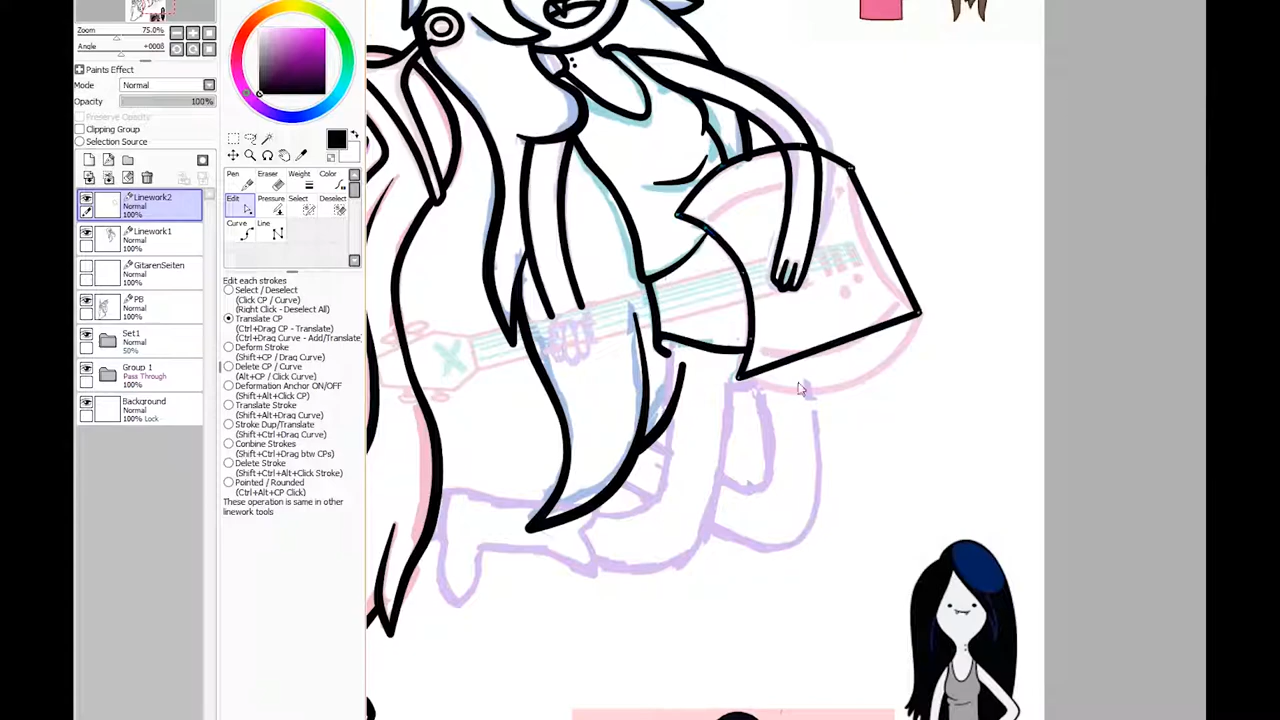 Zoom 75.0%
Angle +0008
Paints Effect
Mode Normal
Opacity 100%
Preserve Opacity
Clipping Group
Selection Source
Linework2
Normal
100%
Linework1
Normal
100%
GitarenSeiten
Normal
100%
PB
Normal
100%
Set1
Normal
50%
Group 1
Pass Through
100%
Background
Normal
100% Lock
Pen Eraser Weight Color
Edit Pressure Select Deselect
Curve Line
Edit each strokes
Select / Deselect
(Click CP / Curve)
(Right Click - Deselect All)
Translate CP
(Ctrl+Drag CP - Translate)
(Ctrl+Drag Curve - Add/Translate
Deform Stroke
(Shift+CP / Drag Curve)
Delete CP / Curve
(Alt+CP / Click Curve)
Deformation Anchor ON/OFF
(Shift+Alt+Click CP)
Translate Stroke
(Shift+Alt+Drag Curve)
Stroke Dup/Translate
(Shift+Ctrl+Drag Curve)
Conbine Strokes
(Shift+Ctrl+Drag btw CPs)
Delete Stroke
(Shift+Ctrl+Alt+Click Stroke)
Pointed / Rounded
(Ctrl+Alt+CP Click)
These operation is same in other
linework tools